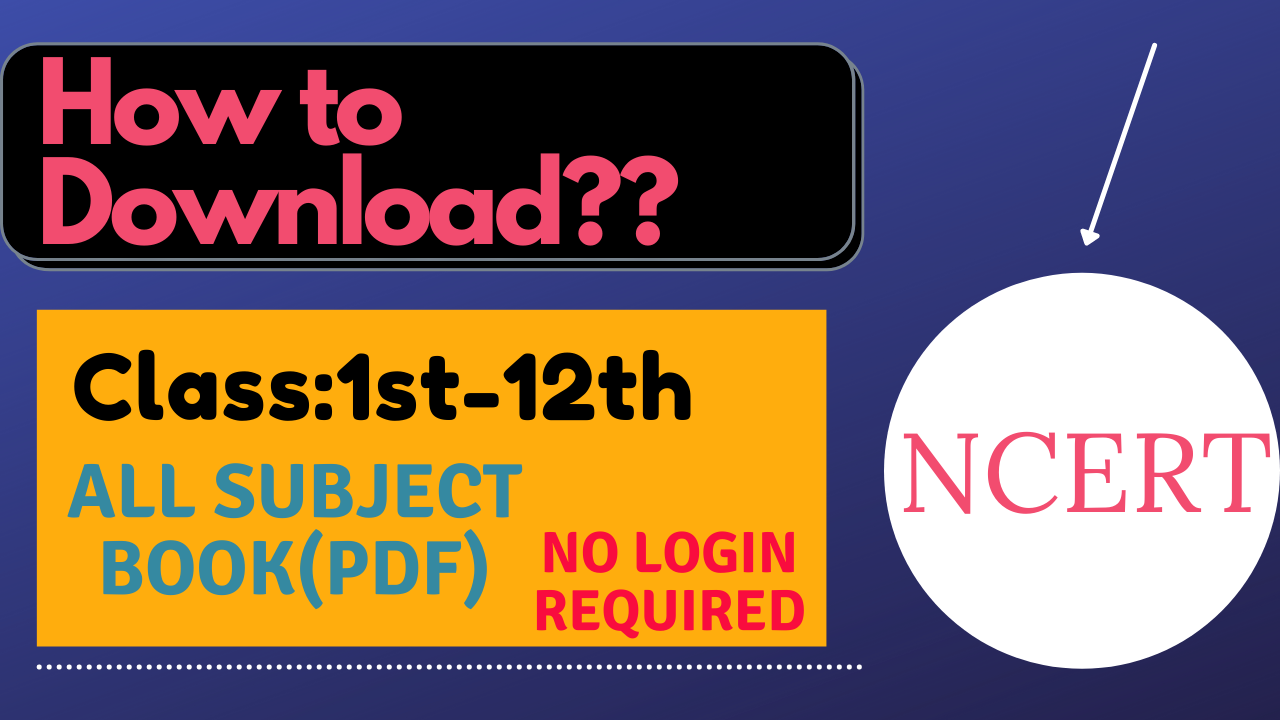 How to
Download??
Class:1st-12th
ALL SUBJECT
BOOK(PDF)
NO LOGIN
REQUIRED
NCERT